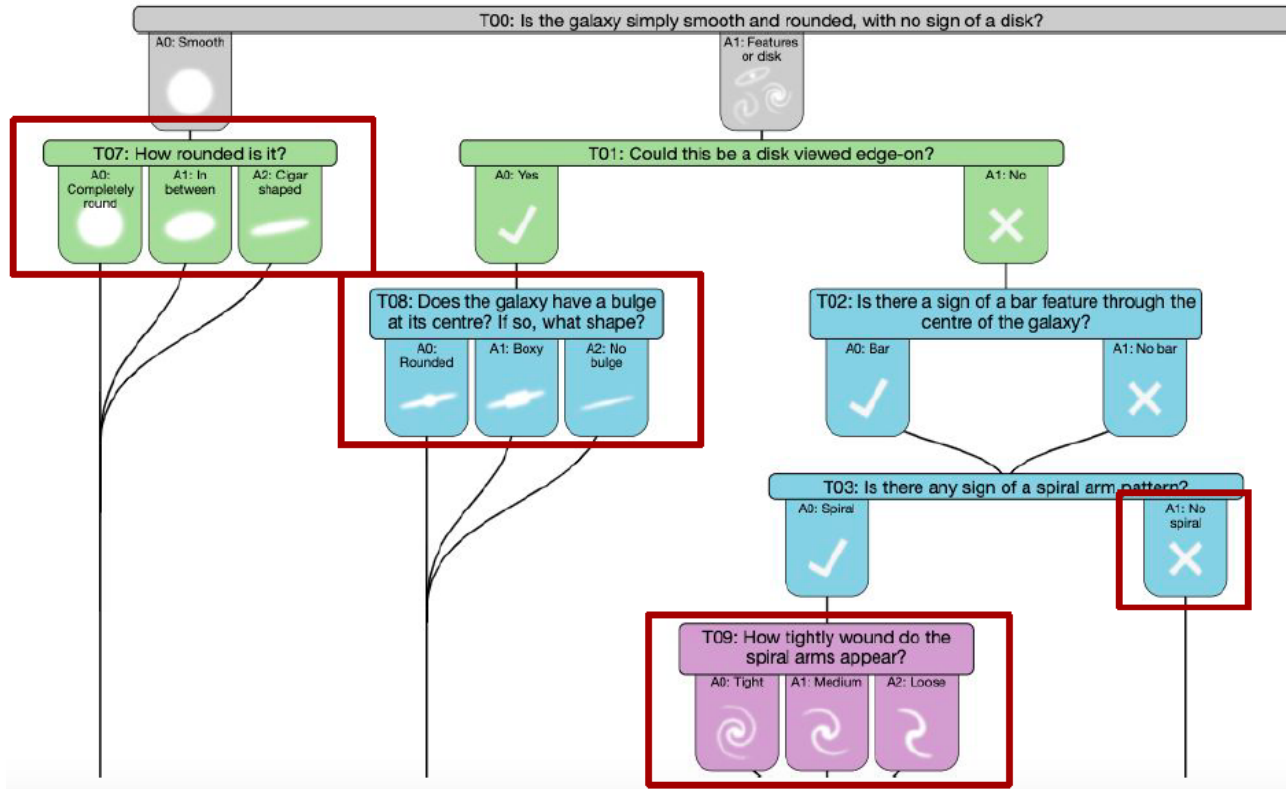 T00: Is the galaxy simply smooth and rounded, with no sign of a disk?
A0: Smooth
A1: Features
or disk
T07: How rounded is it?
A0:
Completely
round
A1: In
between
A2: Cigar
shaped
T01: Could this be a disk viewed edge-on?
A0: Yes
A1: No
T08: Does the galaxy have a bulge
at its centre? If so, what shape?
A0:
Rounded
A1: Boxy
A2: No
bulge
T02: Is there a sign of a bar feature through the
centre of the galaxy?
A0: Bar
A1: No bar
T03: Is there any sign of a spiral arm pattern?
A0: Spiral
A1: No
spiral
T09: How tightly wound do the
spiral arms appear?
A0: Tight
A1: Medium
A2: Loose